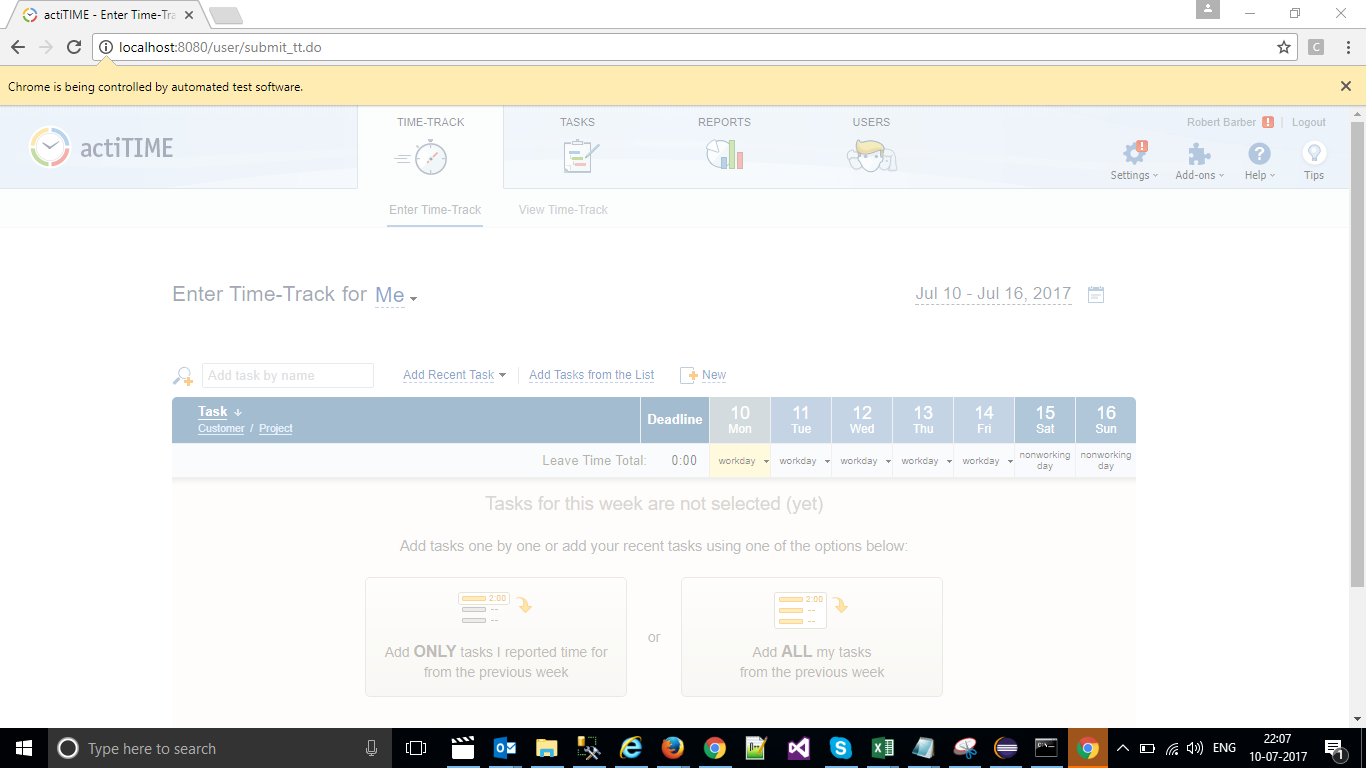 actiTIME - Enter Time-Tra
localhost:8080/user/submit_tt.do
C
Chrome is being controlled by automated test software.
actiTIME
TIME-TRACK
TASKS
REPORTS
USERS
Robert Barber ! | Logout
Settings
Add-ons
Help
Tips
Enter Time-Track
View Time-Track
Enter Time-Track for Me
Jul 10 - Jul 16, 2017
Add task by name
Add Recent Task
Add Tasks from the List
New
Task
Customer / Project
Deadline
10
Mon
11
Tue
12
Wed
13
Thu
14
Fri
15
Sat
16
Sun
Leave Time Total: 0:00
workday
workday
workday
workday
workday
nonworking
day
nonworking
day
Tasks for this week are not selected (yet)
Add tasks one by one or add your recent tasks using one of the options below:
2:00
--
--
Add ONLY tasks I reported time for
from the previous week
or
2:00
--
--
Add ALL my tasks
from the previous week
Type here to search
ENG
22:07
10-07-2017
1